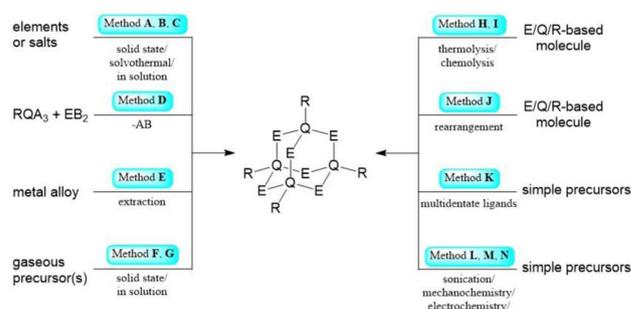 elements
or salts
Method A, B, C
solid state/
solvothermal/
in solution
RQA3 + EB2
Method D
-AB
metal alloy
Method E
extraction
gaseous
precursor(s)
Method F, G
solid state/
in solution
R
Q
E
E
E
R
Q
E
Q
R
E
Q
E
R
Method H, I
thermolysis/
chemolysis
E/Q/R-based
molecule
Method J
rearrangement
E/Q/R-based
molecule
Method K
multidentate ligands
simple precursors
Method L, M, N
sonication/
mechanochemistry/
electrochemistry/
simple precursors